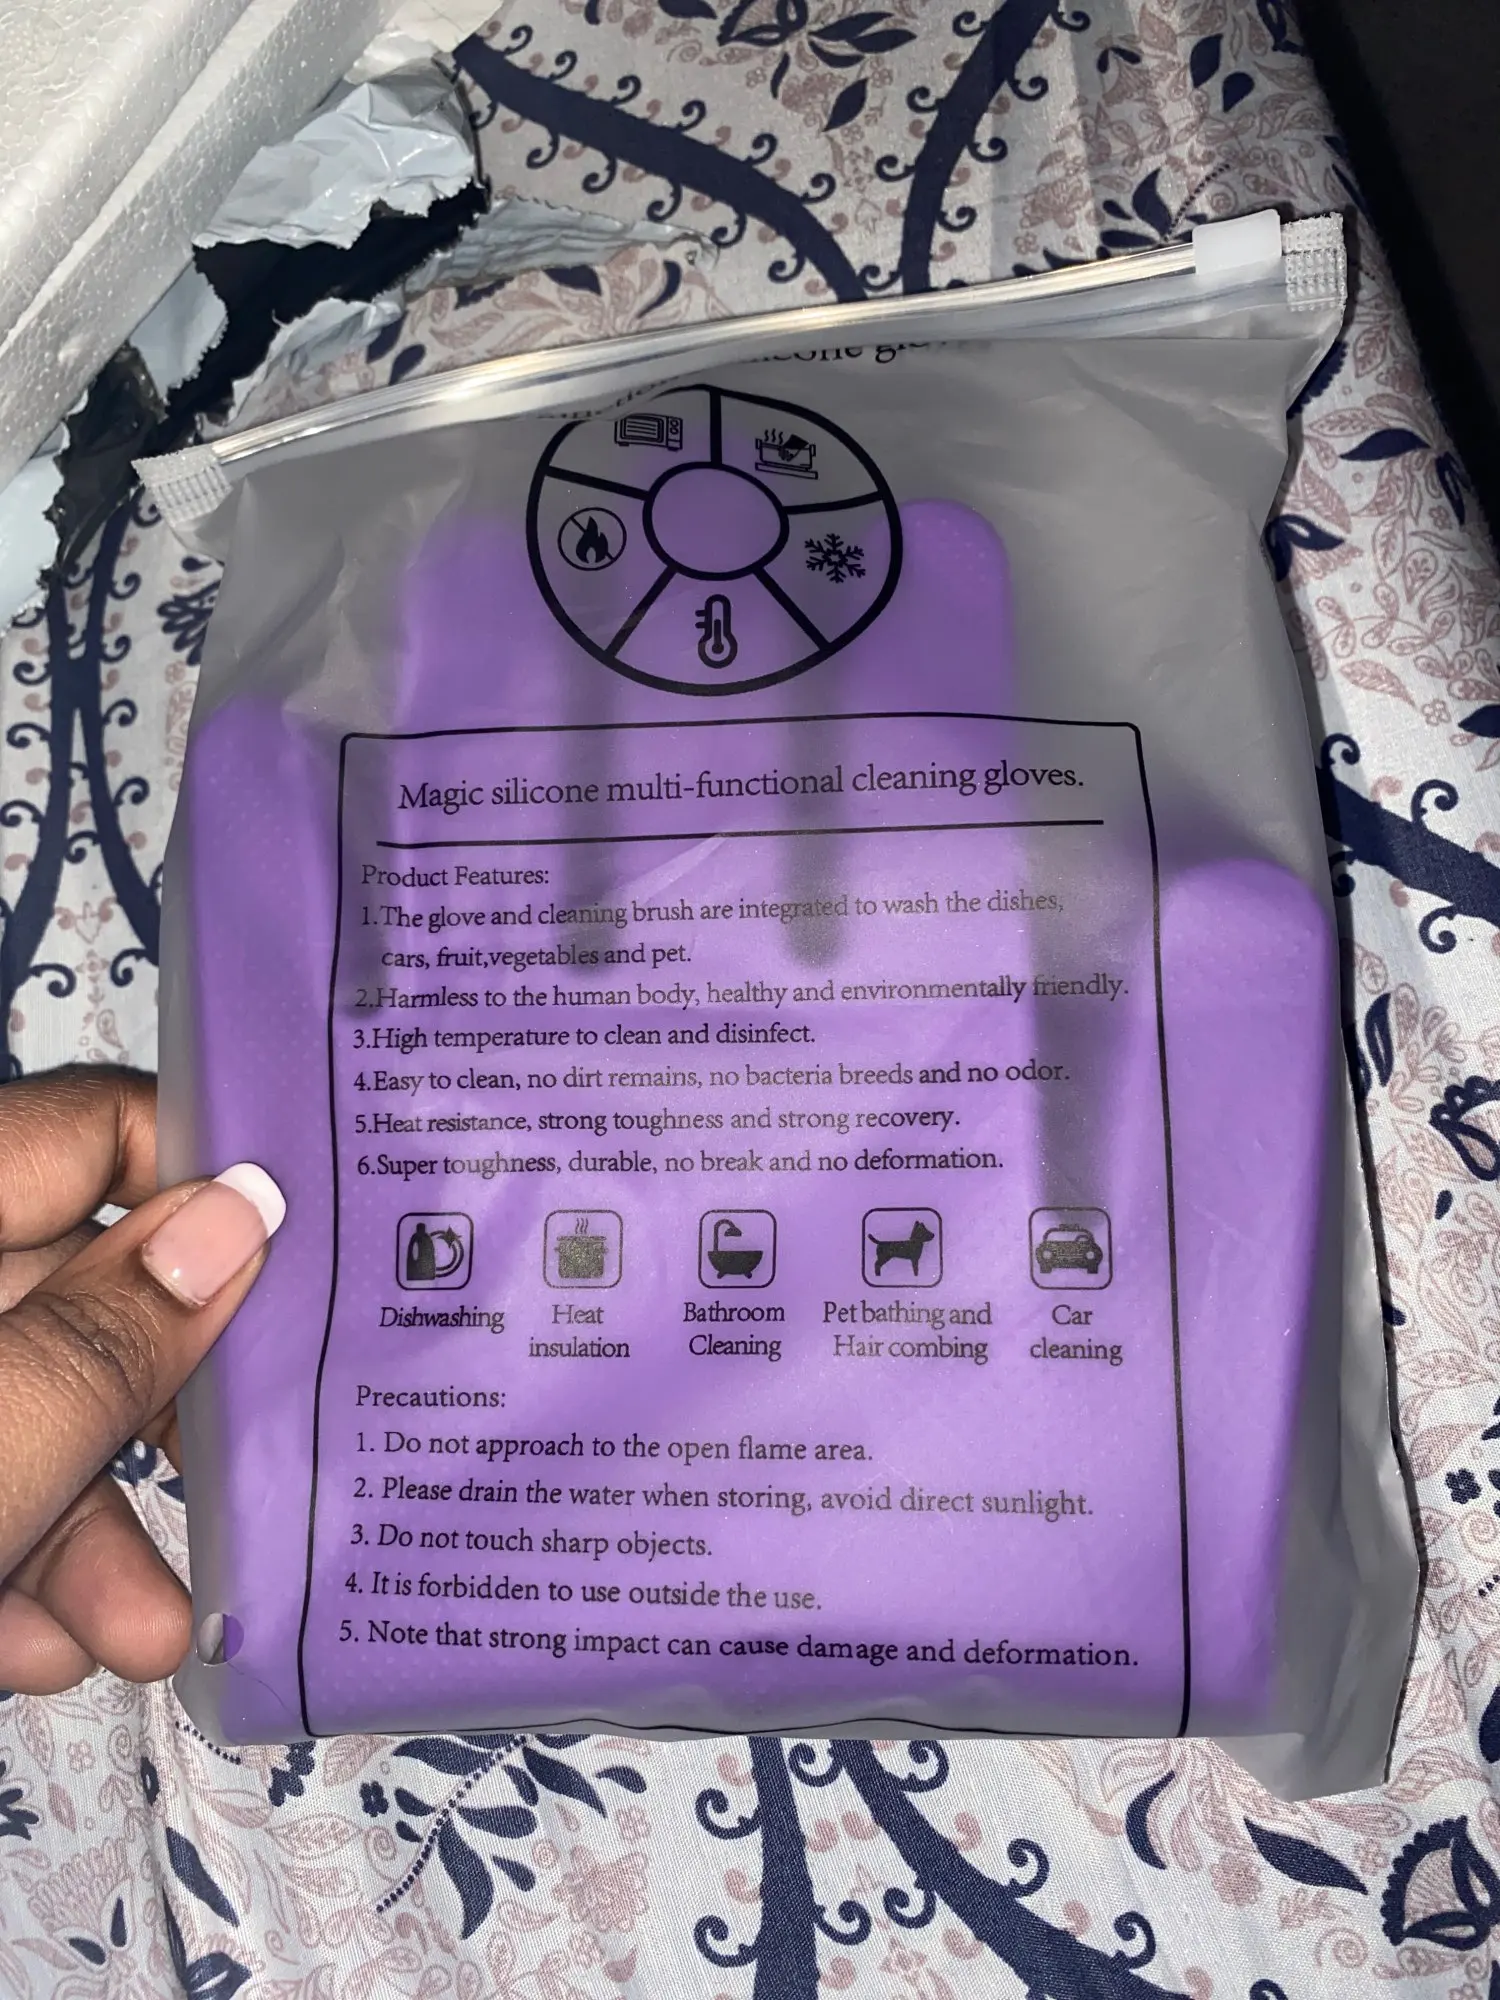 Magic silicone multi-functional cleaning gloves.
Product Features:
1.The glove and cleaning brush are integrated to wash the dishes,
cars, fruit,vegetables and pet.
2.Harmless to the human body, healthy and environmentally friendly.
3.High temperature to clean and disinfect.
4.Easy to clean, no dirt remains, no bacteria breeds and no odor.
5.Heat resistance, strong toughness and strong recovery.
6.Super toughness, durable, no break and no deformation.
Dishwashing
Heat
insulation
Bathroom
Cleaning
Pet bathing and
Hair combing
Car
cleaning
Precautions:
1. Do not approach to the open flame area.
2. Please drain the water when storing, avoid direct sunlight.
3. Do not touch sharp objects.
4. It is forbidden to use outside the use.
5. Note that strong impact can cause damage and deformation.